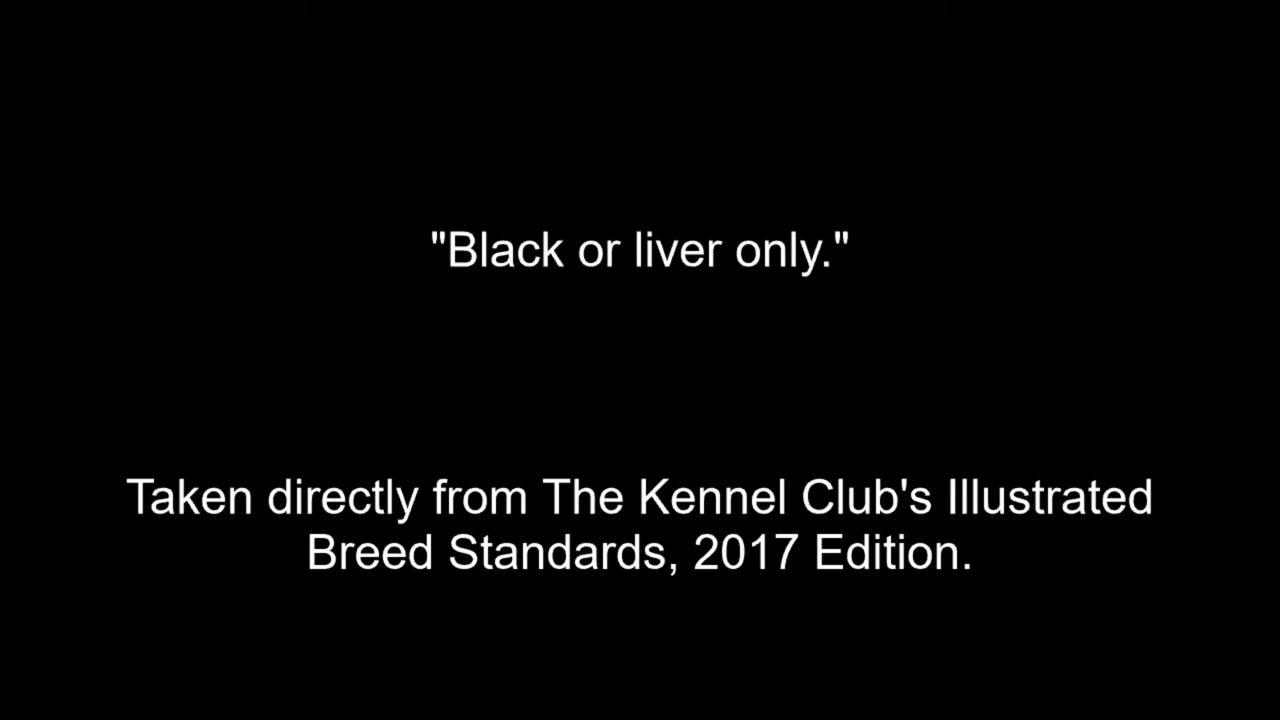 "Black or liver only."
Taken directly from The Kennel Club's Illustrated
Breed Standards, 2017 Edition.